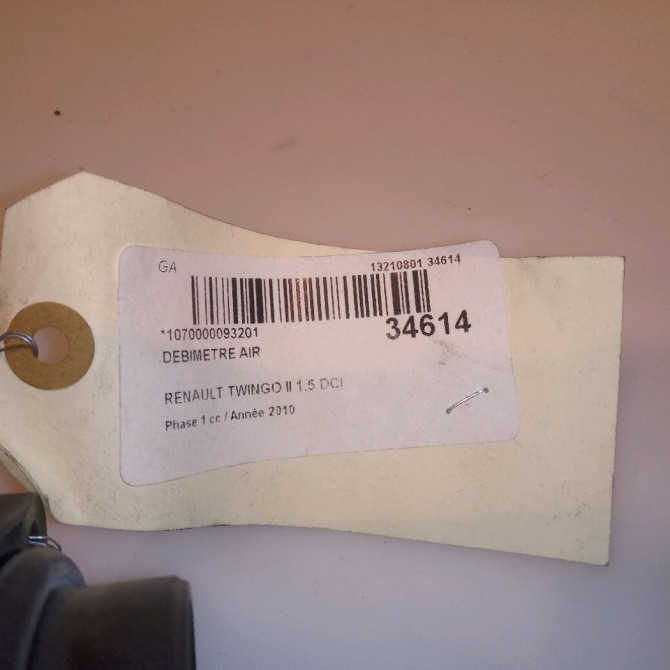 GA 13210801 34614
*1070000093201 34614
DEBIMETRE AIR
RENAULT TWINGO II 1.5 DCI
Phase 1 cc / Année 2010